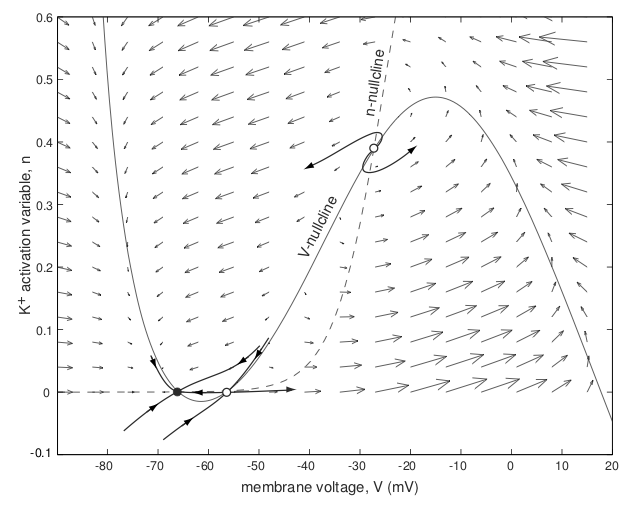 0.6
0.5
0.4
0.3
0.2
0.1
0
-0.1
K+ activation variable, n
n-nullcline
V-nullcline
-80 -70 -60 -50 -40 -30 -20 -10 0 10 20
membrane voltage, V (mV)